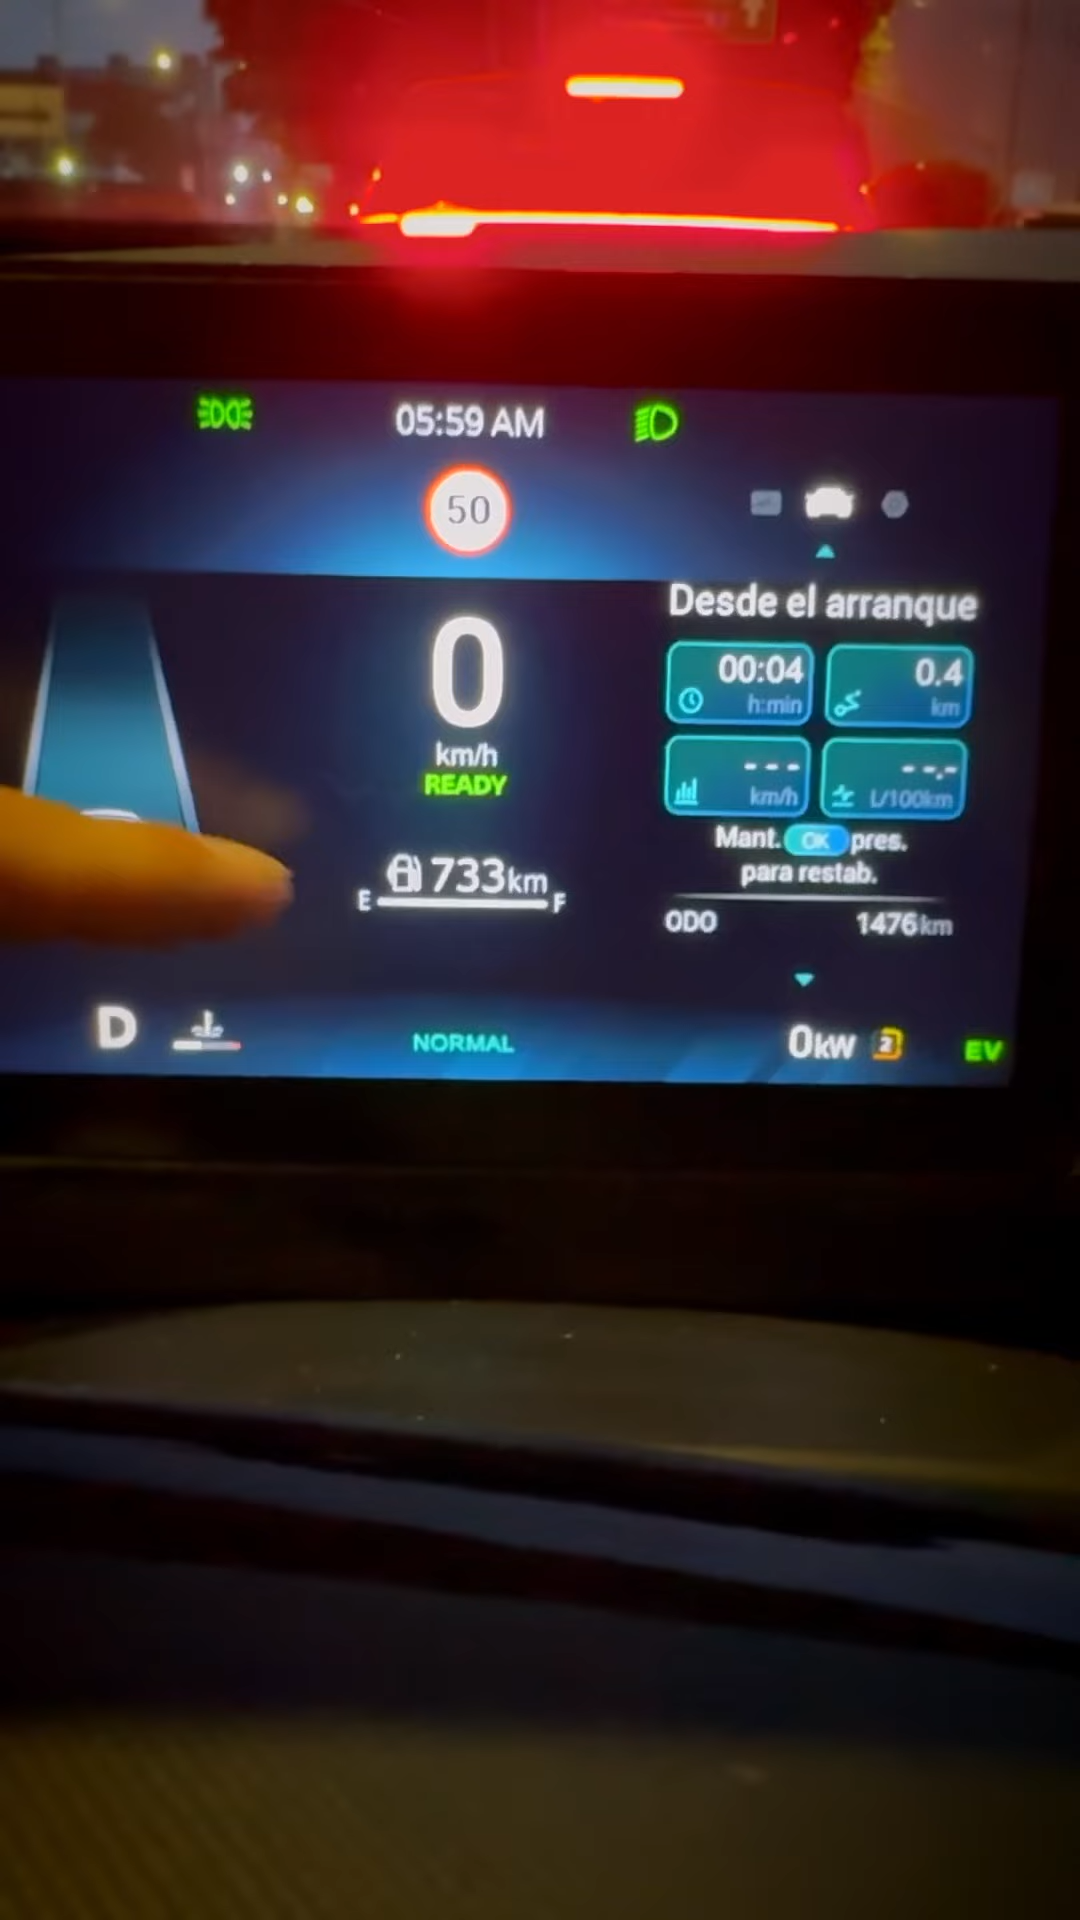 05:59 AM
50
0
km/h
READY
733km
E F
Desde el arranque
00:04
h:min
0.4
km
---
km/h
--.-
L/100km
Mant. OK pres.
para restab.
ODO 1476km
D
NORMAL
0kw
2
EV